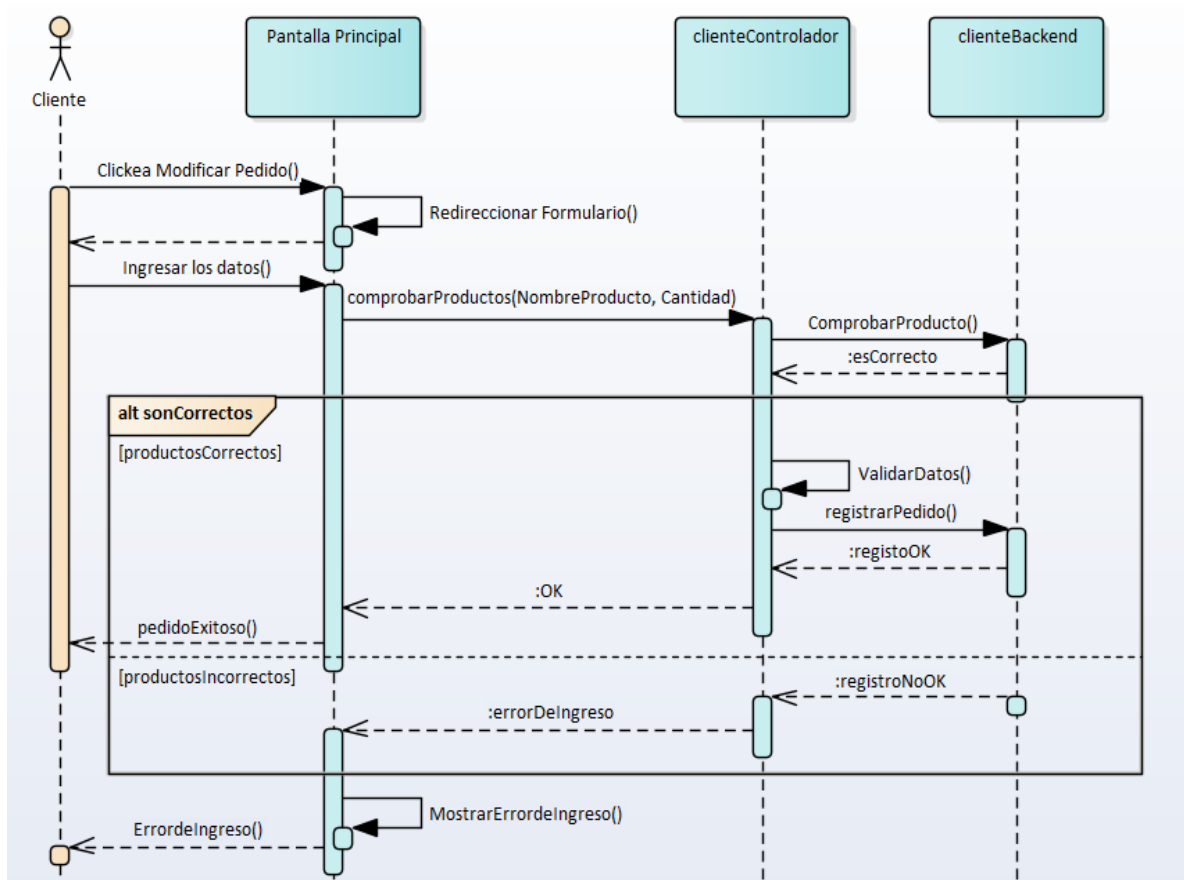 Pantalla Principal
clienteControlador
clienteBackend
Cliente
Clickea Modificar Pedido()
Redireccionar Formulario()
Ingresar los datos()
comprobarProductos(NombreProducto, Cantidad)
ComprobarProducto()
:esCorrecto
alt sonCorrectos
[productosCorrectos]
ValidarDatos()
registrarPedido()
:registoOK
:OK
pedidoExitoso()
[productosIncorrectos]
:registroNoOK
:errorDeIngreso
MostrarErrordeIngreso()
ErrordeIngreso()